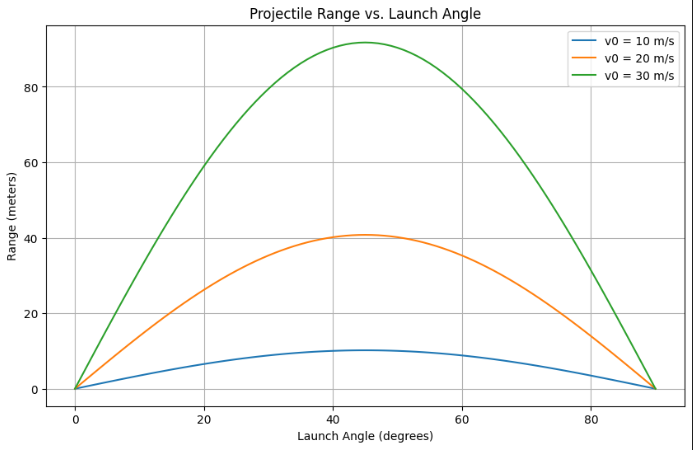 Projectile Range vs. Launch Angle
v0 = 10 m/s
v0 = 20 m/s
v0 = 30 m/s
Range (meters)
80
60
40
20
0
0 20 40 60 80
Launch Angle (degrees)